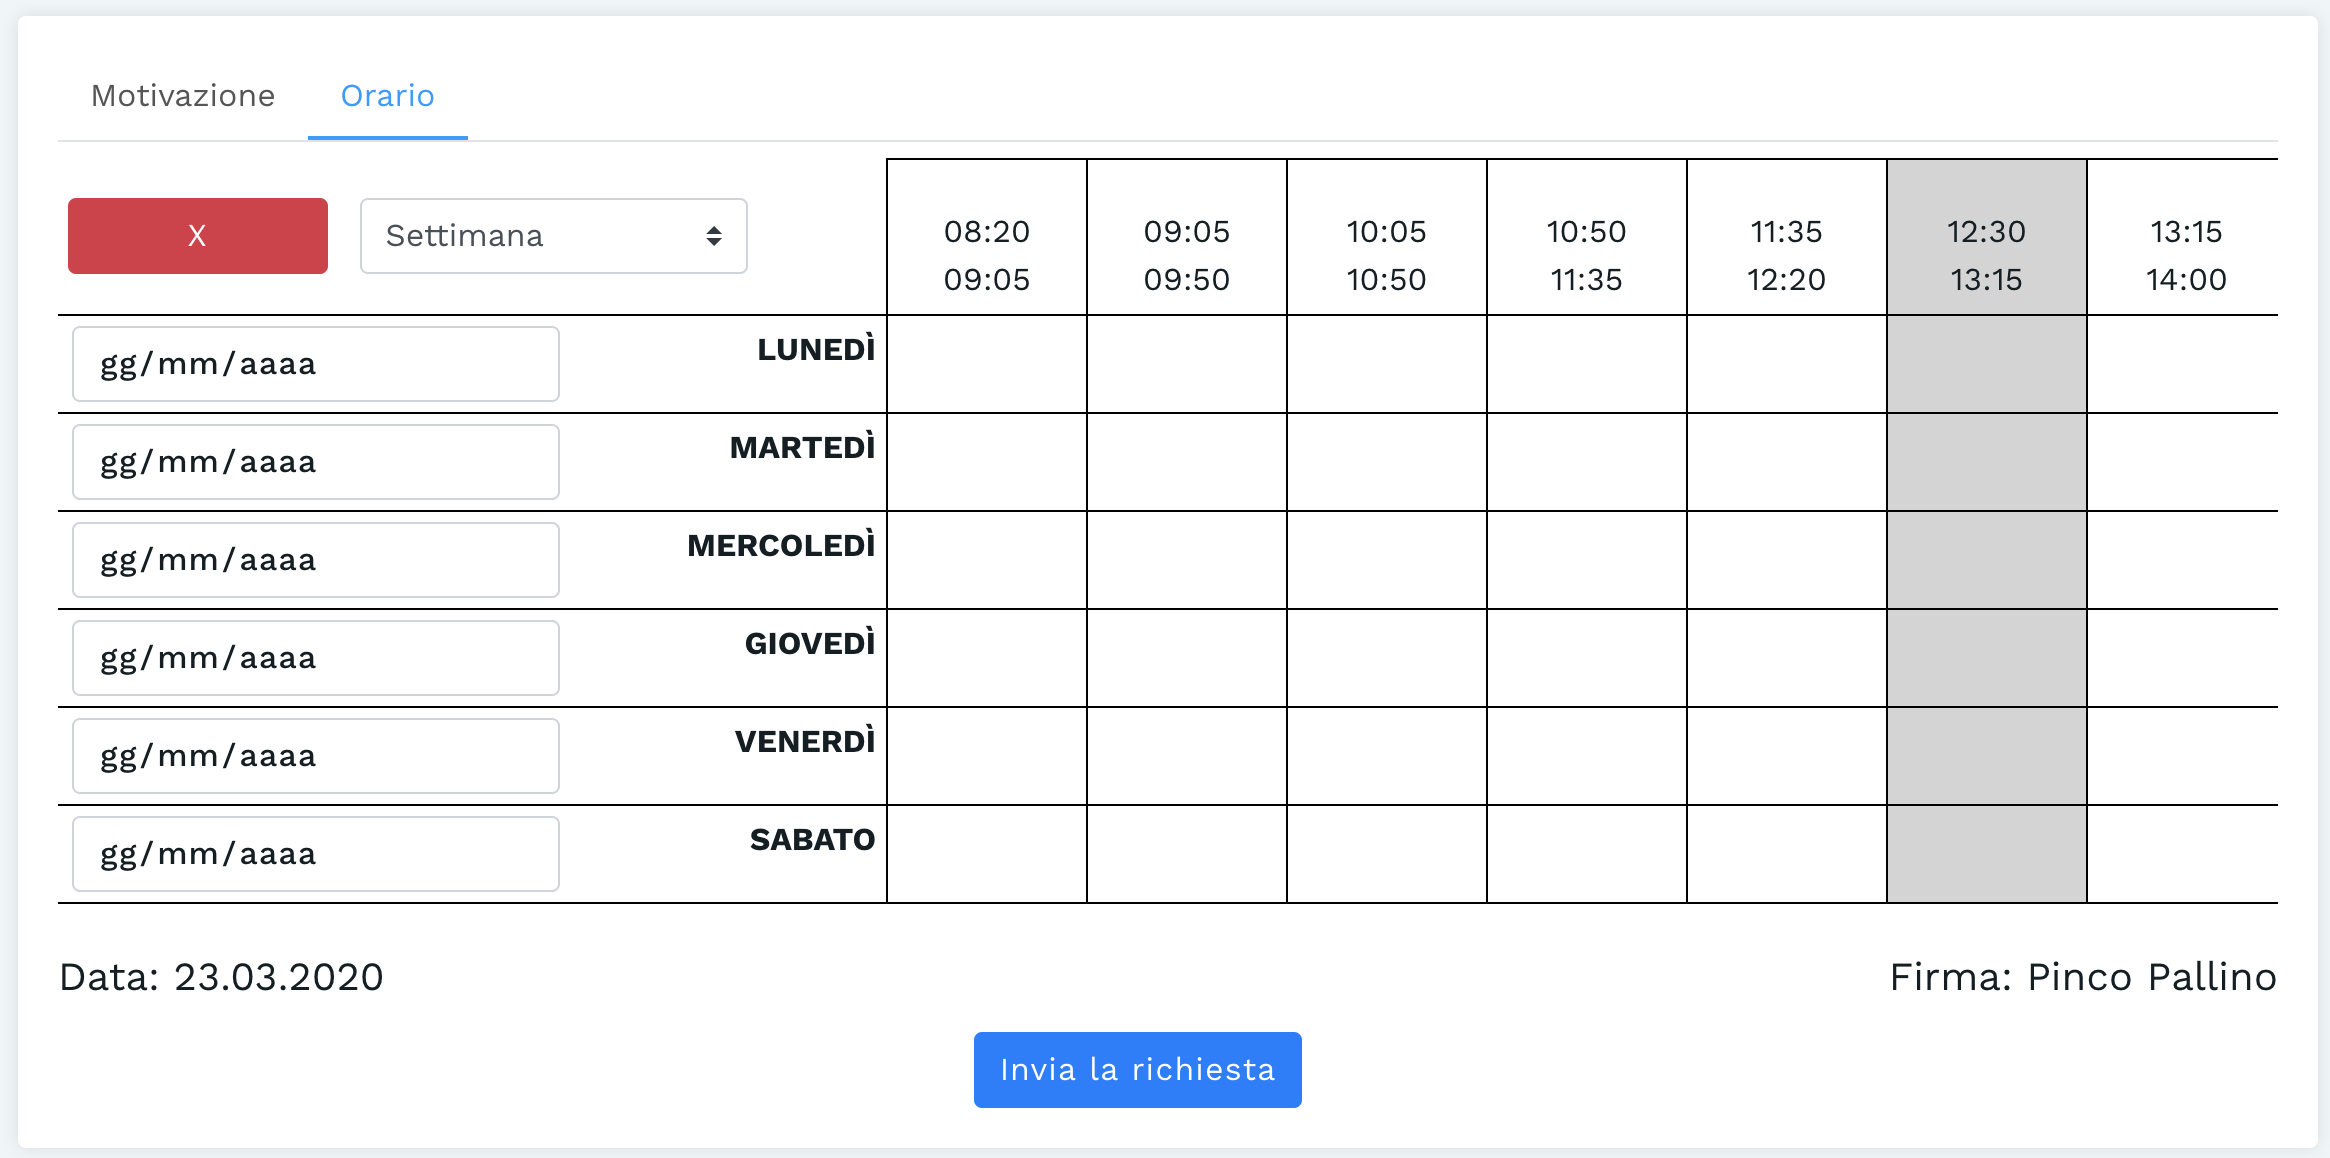 Motivazione Orario
X Settimana 08:20 09:05 10:05 10:50 11:35 12:30 13:15
09:05 09:50 10:50 11:35 12:20 13:15 14:00
gg/mm/aaaa LUNEDÌ
gg/mm/aaaa MARTEDÌ
gg/mm/aaaa MERCOLEDÌ
gg/mm/aaaa GIOVEDÌ
gg/mm/aaaa VENERDÌ
gg/mm/aaaa SABATO
Data: 23.03.2020 Firma: Pinco Pallino
Invia la richiesta